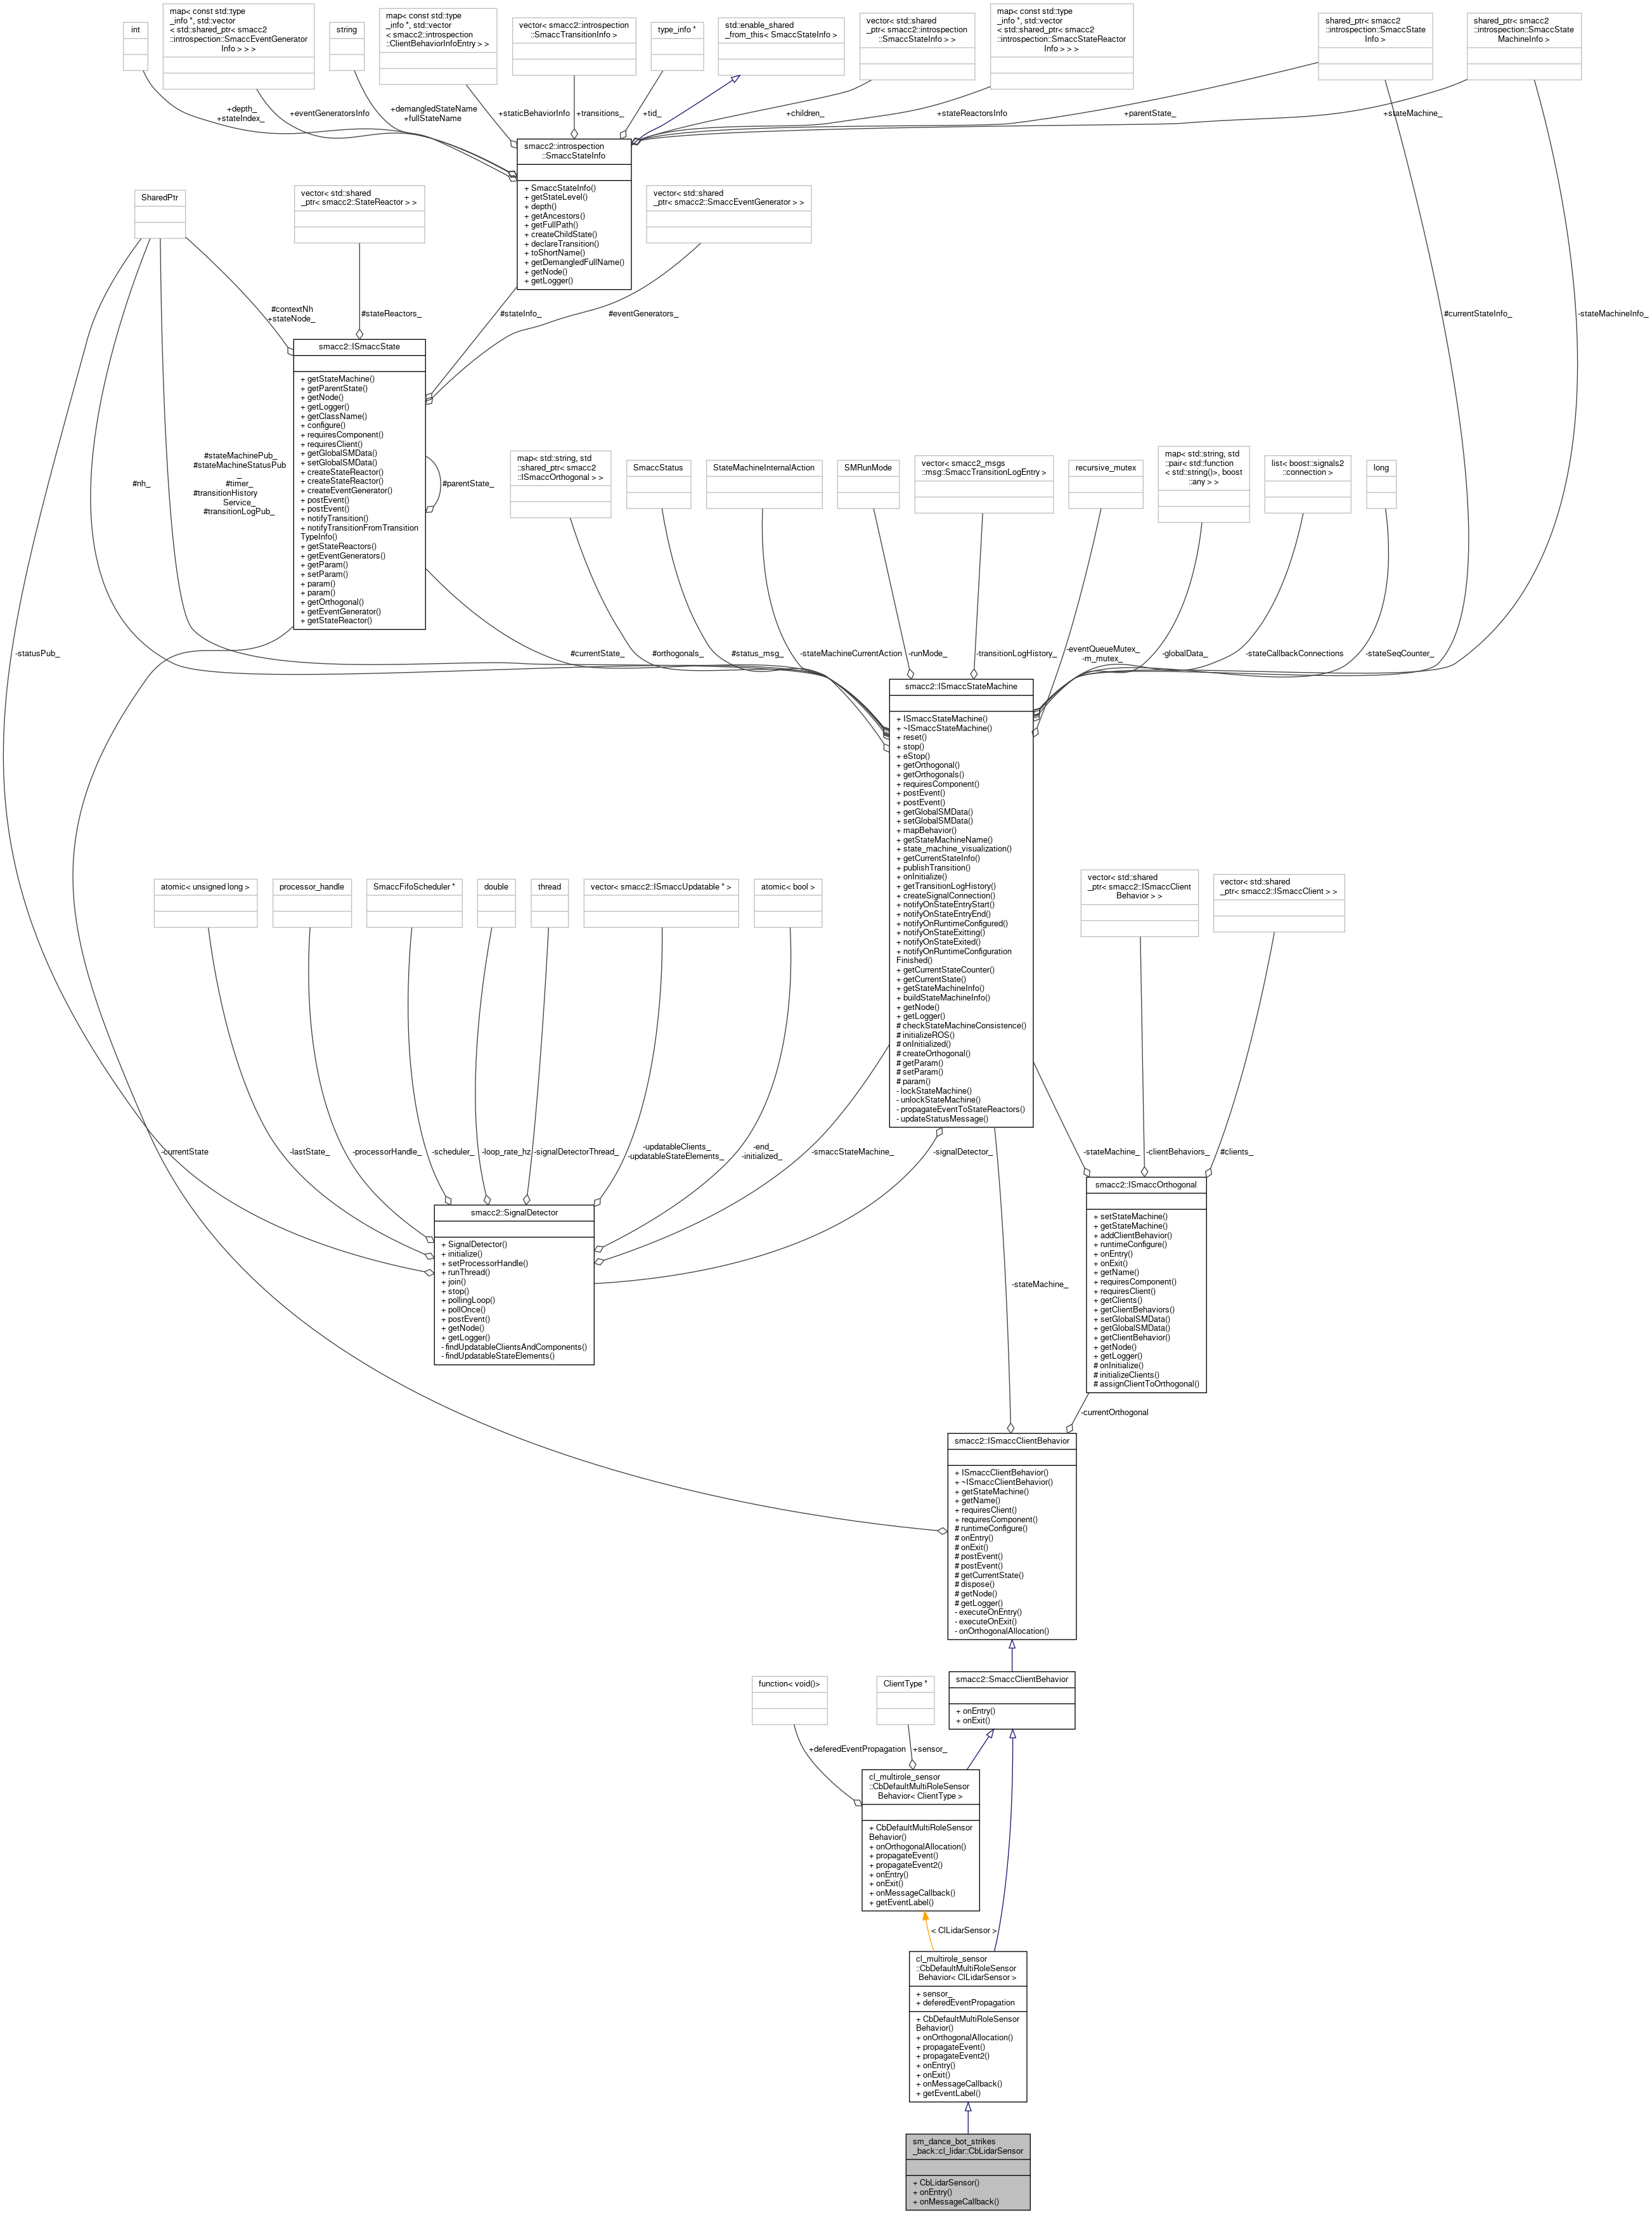 int
map< const std::type
_info *, std::vector
< std::shared_ptr< smacc2
::introspection::SmaccEventGenerator
Info > > >
string
map< const std::type
_info *, std::vector
< smacc2::introspection
::ClientBehaviorInfoEntry > >
vector< smacc2::introspection
::SmaccTransitionInfo >
type_info *
std::enable_shared
_from_this< SmaccStateInfo >
vector< std::shared
_ptr< smacc2::introspection
::SmaccStateInfo > >
map< const std::type
_info *, std::vector
< std::shared_ptr< smacc2
::introspection::SmaccStateReactor
Info > > >
shared_ptr< smacc2
::introspection::SmaccState
Info >
shared_ptr< smacc2
::introspection::SmaccState
MachineInfo >
+depth_
+stateIndex_
+eventGeneratorsInfo
+demangledStateName
+fullStateName
+staticBehaviorInfo
+transitions_
+tid_
+children_
+stateReactorsInfo
+parentState_
+stateMachine_
smacc2::introspection
::SmaccStateInfo
+ SmaccStateInfo()
+ getStateLevel()
+ depth()
+ getAncestors()
+ getFullPath()
+ createChildState()
+ declareTransition()
+ toShortName()
+ getDemangledFullName()
+ getNode()
+ getLogger()
SharedPtr
vector< std::shared
_ptr< smacc2::StateReactor > >
vector< std::shared
_ptr< smacc2::SmaccEventGenerator > >
#contextNh
+stateNode_
#stateReactors_
#stateInfo_
#eventGenerators_
#currentStateInfo_
-stateMachineInfo_
smacc2::ISmaccState
+ getStateMachine()
+ getParentState()
+ getNode()
+ getLogger()
+ getClassName()
+ configure()
+ requiresComponent()
+ requiresClient()
+ getGlobalSMData()
+ setGlobalSMData()
+ createStateReactor()
+ createStateReactor()
+ createEventGenerator()
+ postEvent()
+ postEvent()
+ notifyTransition()
+ notifyTransitionFromTransition
TypeInfo()
+ getStateReactors()
+ getEventGenerators()
+ getParam()
+ setParam()
+ param()
+ param()
+ getOrthogonal()
+ getEventGenerator()
+ getStateReactor()
#parentState_
#nh_
#stateMachinePub_
#stateMachineStatusPub
_
#timer_
#transitionHistory
Service_
#transitionLogPub_
map< std::string, std
::shared_ptr< smacc2
::ISmaccOrthogonal > >
SmaccStatus
StateMachineInternalAction
SMRunMode
vector< smacc2_msgs
::msg::SmaccTransitionLogEntry >
recursive_mutex
map< std::string, std
::pair< std::function
< std::string()>, boost
::any > >
list< boost::signals2
::connection >
long
-statusPub_
#currentState_
#orthogonals_
#status_msg_
-stateMachineCurrentAction
-runMode_
-transitionLogHistory_
-eventQueueMutex_
-m_mutex_
-globalData_
-stateCallbackConnections
-stateSeqCounter_
smacc2::ISmaccStateMachine
+ ISmaccStateMachine()
+ ~ISmaccStateMachine()
+ reset()
+ stop()
+ eStop()
+ getOrthogonal()
+ getOrthogonals()
+ requiresComponent()
+ postEvent()
+ postEvent()
+ getGlobalSMData()
+ setGlobalSMData()
+ mapBehavior()
+ getStateMachineName()
+ state_machine_visualization()
+ getCurrentStateInfo()
+ publishTransition()
+ onInitialize()
+ getTransitionLogHistory()
+ createSignalConnection()
+ notifyOnStateEntryStart()
+ notifyOnStateEntryEnd()
+ notifyOnRuntimeConfigured()
+ notifyOnStateExitting()
+ notifyOnStateExited()
+ notifyOnRuntimeConfiguration
Finished()
+ getCurrentStateCounter()
+ getCurrentState()
+ getStateMachineInfo()
+ buildStateMachineInfo()
+ getNode()
+ getLogger()
# checkStateMachineConsistence()
# initializeROS()
# onInitialized()
# createOrthogonal()
# getParam()
# setParam()
# param()
- lockStateMachine()
- unlockStateMachine()
- propagateEventToStateReactors()
- updateStatusMessage()
atomic< unsigned long >
processor_handle
SmaccFifoScheduler *
double
thread
vector< smacc2::ISmaccUpdatable * >
atomic< bool >
vector< std::shared
_ptr< smacc2::ISmaccClient
Behavior > >
vector< std::shared
_ptr< smacc2::ISmaccClient > >
-currentState
-lastState_
-processorHandle_
-scheduler_
-loop_rate_hz
-signalDetectorThread_
-updatableClients_
-updatableStateElements_
-end_
-initialized_
-smaccStateMachine_
-signalDetector_
-stateMachine_
-clientBehaviors_
#clients_
smacc2::SignalDetector
+ SignalDetector()
+ initialize()
+ setProcessorHandle()
+ runThread()
+ join()
+ stop()
+ pollingLoop()
+ pollOnce()
+ postEvent()
+ getNode()
+ getLogger()
- findUpdatableClientsAndComponents()
- findUpdatableStateElements()
smacc2::ISmaccOrthogonal
+ setStateMachine()
+ getStateMachine()
+ addClientBehavior()
+ runtimeConfigure()
+ onEntry()
+ onExit()
+ getName()
+ requiresComponent()
+ requiresClient()
+ getClients()
+ getClientBehaviors()
+ setGlobalSMData()
+ getGlobalSMData()
+ getClientBehavior()
+ getNode()
+ getLogger()
# onInitialize()
# initializeClients()
# assignClientToOrthogonal()
-stateMachine_
-currentOrthogonal
smacc2::ISmaccClientBehavior
+ ISmaccClientBehavior()
+ ~ISmaccClientBehavior()
+ getStateMachine()
+ getName()
+ requiresClient()
+ requiresComponent()
# runtimeConfigure()
# onEntry()
# onExit()
# postEvent()
# postEvent()
# getCurrentState()
# dispose()
# getNode()
# getLogger()
- executeOnEntry()
- executeOnExit()
- onOrthogonalAllocation()
function< void()>
ClientType *
smacc2::SmaccClientBehavior
+ onEntry()
+ onExit()
+deferedEventPropagation
+sensor_
cl_multirole_sensor
::CbDefaultMultiRoleSensor
Behavior< ClientType >
+ CbDefaultMultiRoleSensor
Behavior()
+ onOrthogonalAllocation()
+ propagateEvent()
+ propagateEvent2()
+ onEntry()
+ onExit()
+ onMessageCallback()
+ getEventLabel()
< ClLidarSensor >
cl_multirole_sensor
::CbDefaultMultiRoleSensor
Behavior< ClLidarSensor >
+ sensor_
+ deferedEventPropagation
+ CbDefaultMultiRoleSensor
Behavior()
+ onOrthogonalAllocation()
+ propagateEvent()
+ propagateEvent2()
+ onEntry()
+ onExit()
+ onMessageCallback()
+ getEventLabel()
sm_dance_bot_strikes
_back::cl_lidar::CbLidarSensor
+ CbLidarSensor()
+ onEntry()
+ onMessageCallback()